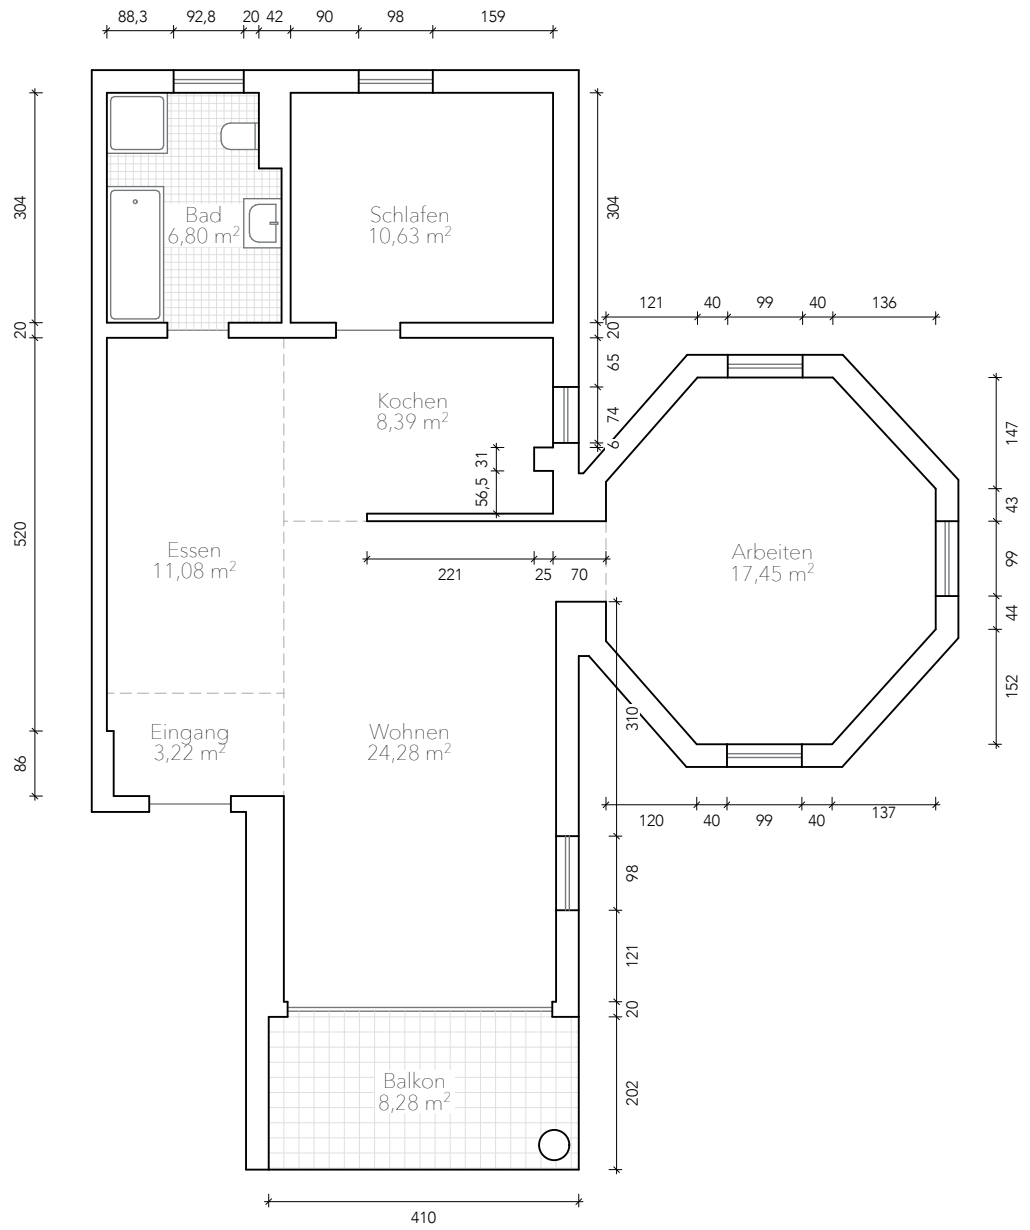 88,3 92,8 20 42 90 98 159
304
20
520
86
Bad
6,80 m²
Schlafen
10,63 m²
304
20
65
74
6
121 40 99 40 136
Kochen
8,39 m²
31
56,5
147
43
99
44
152
Essen
11,08 m²
221 25 70
Arbeiten
17,45 m²
Eingang
3,22 m²
Wohnen
24,28 m²
310
98
121
20
202
120 40 99 40 137
Balkon
8,28 m²
410